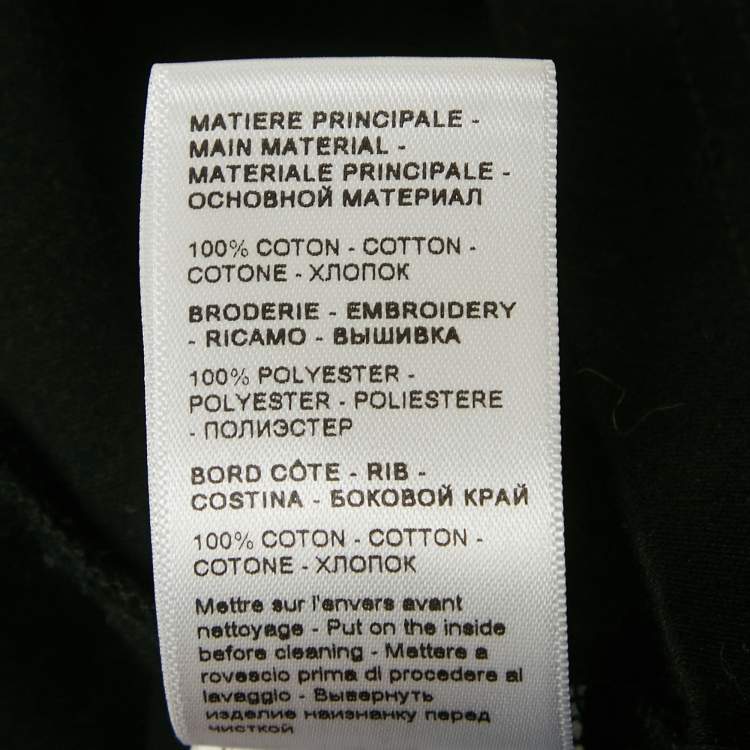 MATIERE PRINCIPALE -
MAIN MATERIAL -
MATERIALE PRINCIPALE -
ОСНОВНОЙ МАТЕРИАЛ
100% COTON - COTTON -
COTONE - ХЛОПОК
BRODERIE - EMBROIDERY
- RICAMO - ВЫШИВКА
100% POLYESTER -
POLYESTER - POLIESTERE
- ПОЛИЭСТЕР
BORD CÔTE - RIB -
COSTINA - БОКОВОЙ КРАЙ
100% COTON - COTTON -
COTONE - ХЛОПОК
Mettre sur l'envers avant
nettoyage - Put on the inside
before cleaning - Mettere a
rovescio prima di procedere al
lavaggio - Вывернуть
изделие наизнанку перед
чисткой